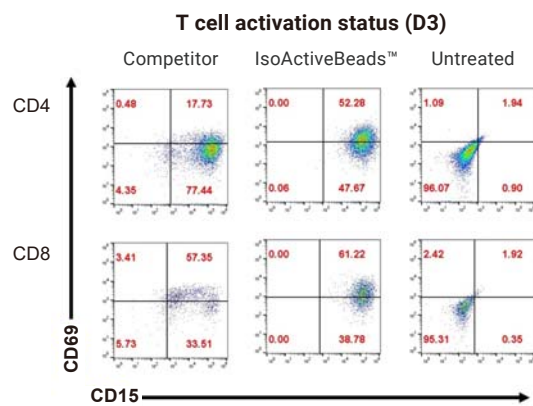 T cell activation status (D3)
Competitor IsoActiveBeads™ Untreated
CD4
0.48 17.73 0.00 52.28 1.09 1.94
4.35 77.44 0.06 47.67 96.07 0.90
CD8
3.41 57.35 0.00 61.22 2.42 1.92
5.73 33.51 0.00 38.78 95.31 0.35
CD69
CD15